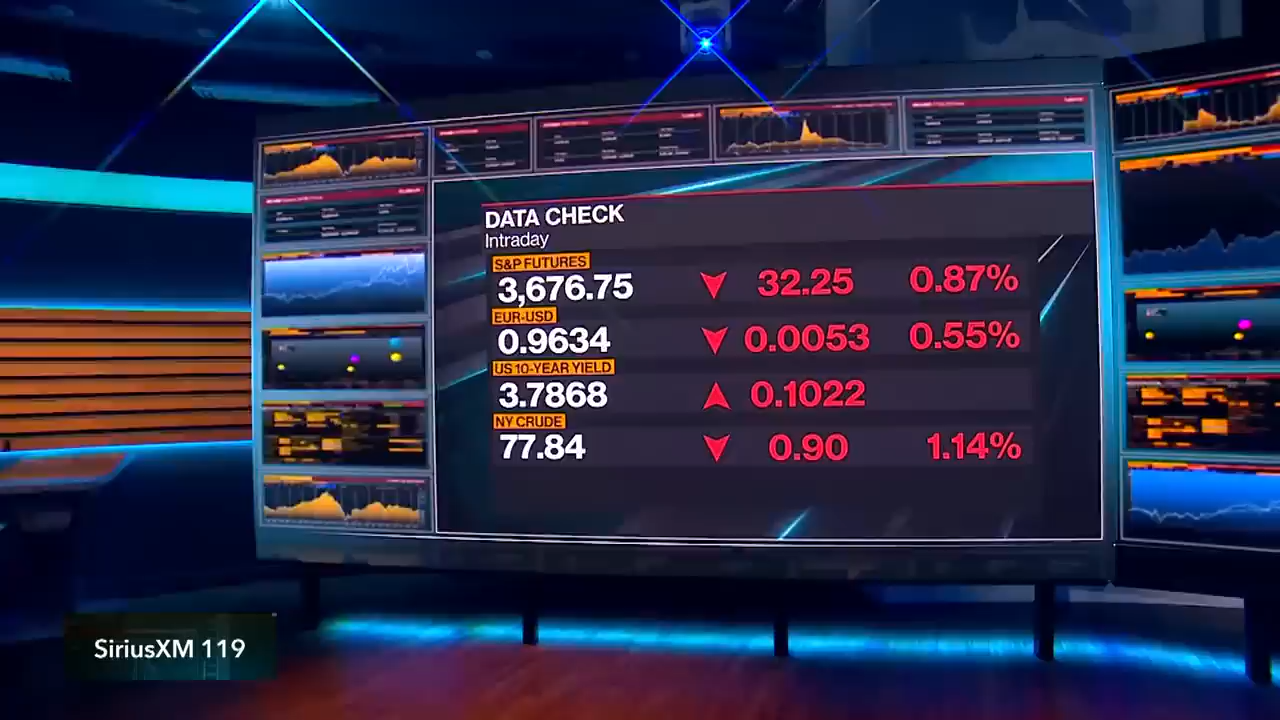 DATA CHECK
Intraday
S&P FUTURES
3,676.75 ▼ 32.25 0.87%
EUR-USD
0.9634 ▼ 0.0053 0.55%
US 10-YEAR YIELD
3.7868 ▲ 0.1022
NY CRUDE
77.84 ▼ 0.90 1.14%
SiriusXM 119